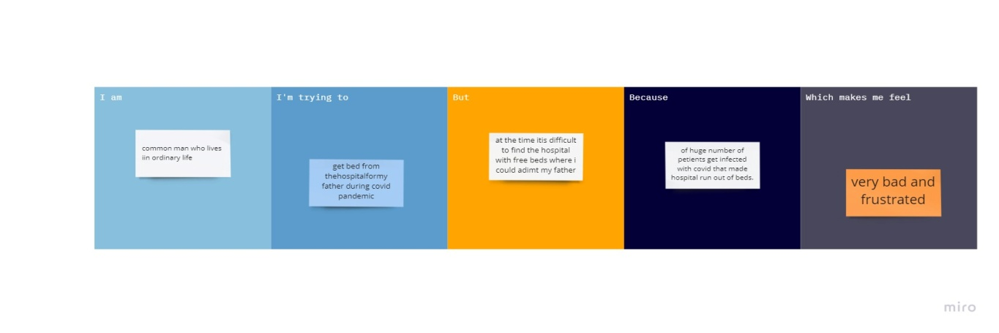 I am
common man who lives
iin ordinary life
I'm trying to
get bed from
thehospitalformy
father during covid
pandemic
But
at the time itis difficult
to find the hospital
with free beds where i
could adimt my father
Because
of huge number of
petients get infected
with covid that made
hospital run out of beds.
Which makes me feel
very bad and
frustrated
miro